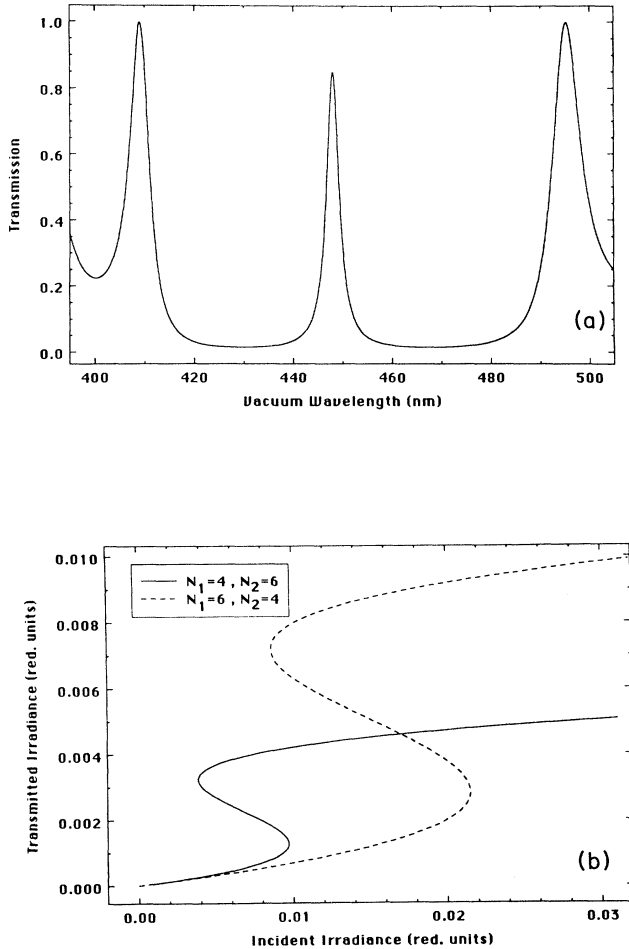 1.0
0.8
0.6
0.4
0.2
0.0
Transmission
(a)
400 420 440 460 480 500
Vacuum Wavelength (nm)
0.010
0.008
0.006
0.004
0.002
0.000
Transmitted Irradiance (red. units)
N1=4 , N2=6
N1=6 , N2=4
(b)
0.00 0.01 0.02 0.03
Incident Irradiance (red. units)